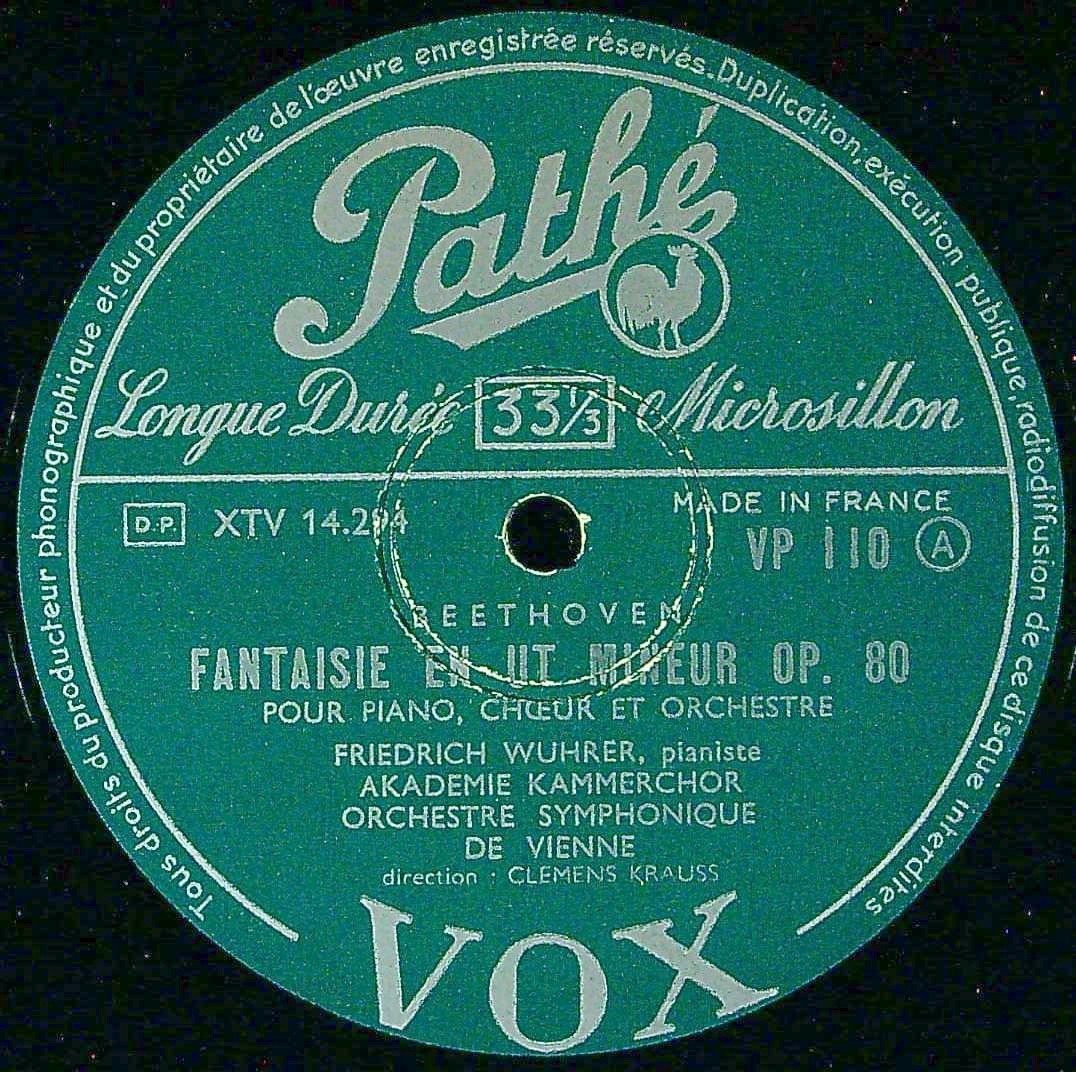 Tous droits du producteur phonographique et du propriétaire de l'œuvre enregistrée réservés. Duplication, exécution publique, radiodiffusion de ce disque interdites
Pathé
Longue Durée 33 1/3 Microsillon
MADE IN FRANCE
D.P. XTV 14.294 VP 110 A
BEETHOVEN
FANTAISIE EN UT MINEUR OP. 80
POUR PIANO, CHŒUR ET ORCHESTRE
FRIEDRICH WUHRER, pianiste
AKADEMIE KAMMERCHOR
ORCHESTRE SYMPHONIQUE
DE VIENNE
direction : CLEMENS KRAUSS
VOX